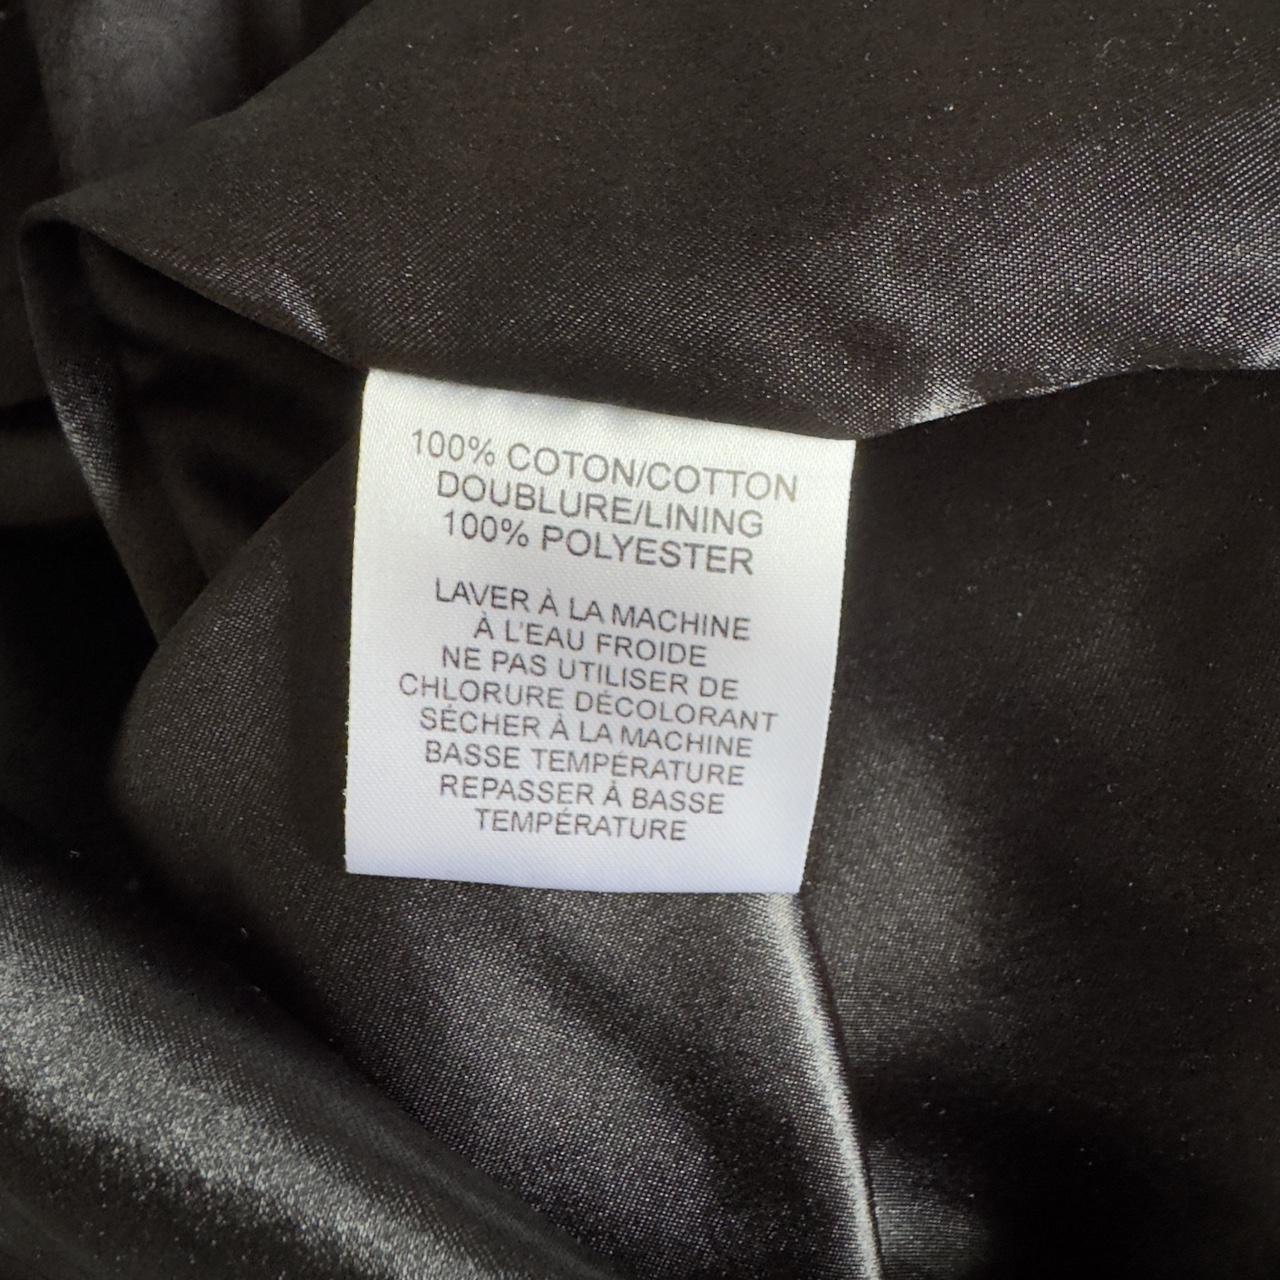 100% COTON/COTTON
DOUBLURE/LINING
100% POLYESTER
LAVER À LA MACHINE
À L'EAU FROIDE
NE PAS UTILISER DE
CHLORURE DÉCOLORANT
SÉCHER À LA MACHINE
BASSE TEMPÉRATURE
REPASSER À BASSE
TEMPÉRATURE